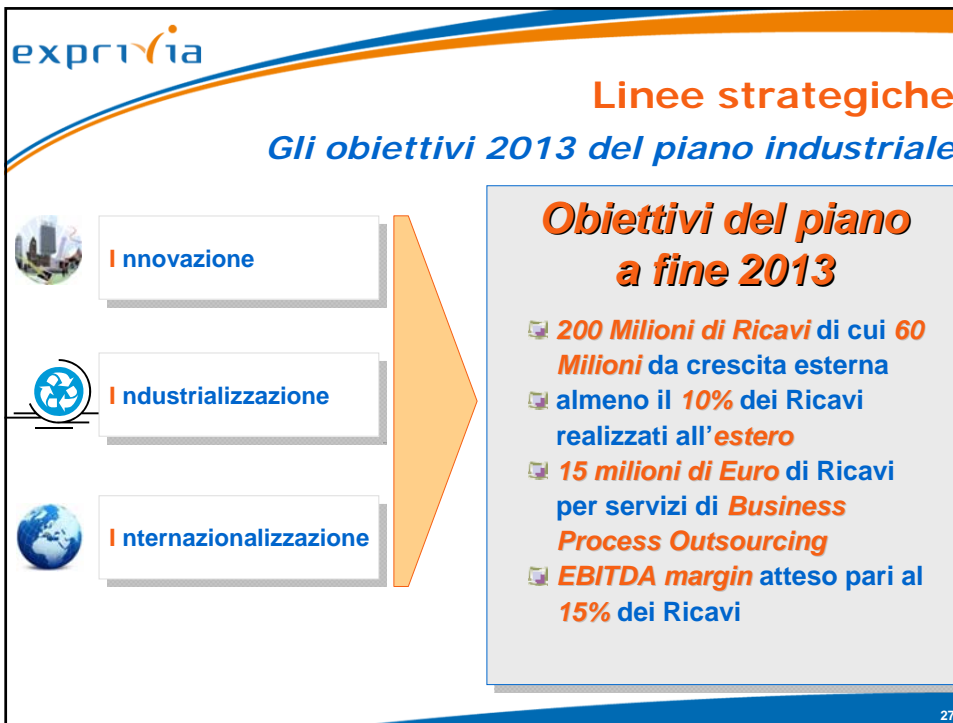 exprivia
Linee strategiche
Gli obiettivi 2013 del piano industriale
I nnovazione
I ndustrializzazione
I nternazionalizzazione
Obiettivi del piano
a fine 2013
200 Milioni di Ricavi di cui 60
Milioni da crescita esterna
almeno il 10% dei Ricavi
realizzati all’estero
15 milioni di Euro di Ricavi
per servizi di Business
Process Outsourcing
EBITDA margin atteso pari al
15% dei Ricavi
27